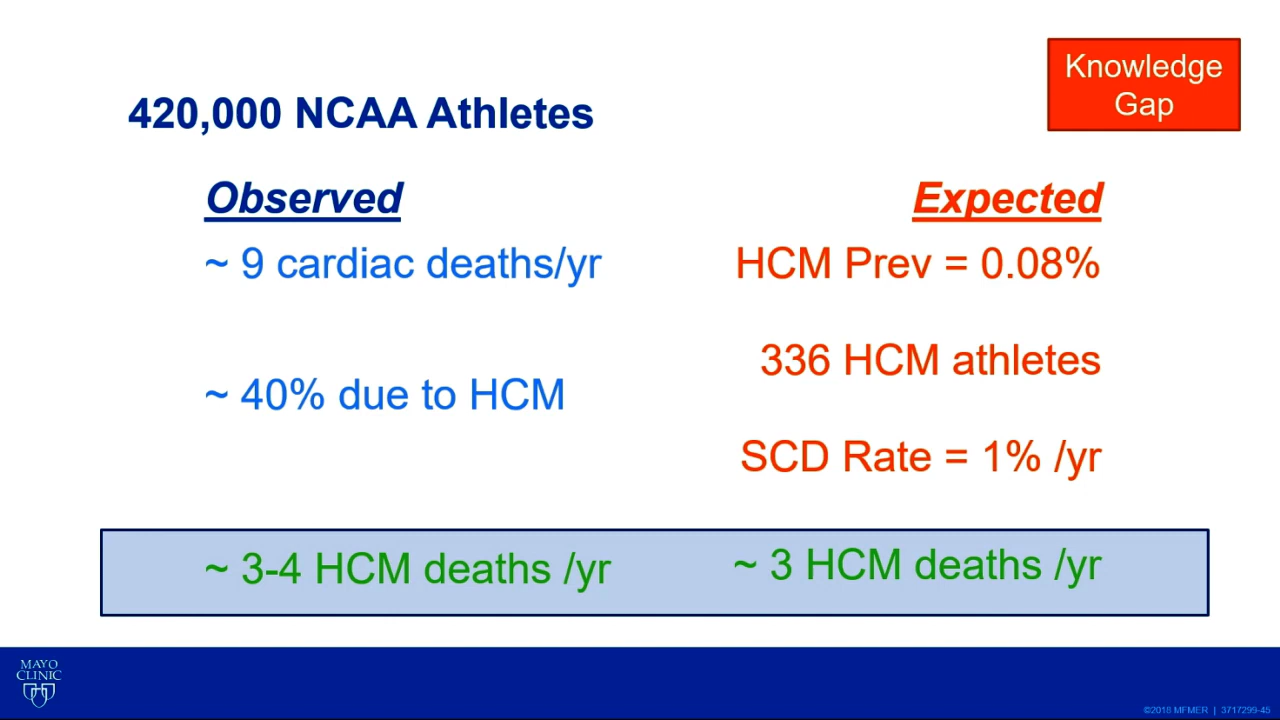 Knowledge
Gap
420,000 NCAA Athletes
Observed
~ 9 cardiac deaths/yr
~ 40% due to HCM
Expected
HCM Prev = 0.08%
336 HCM athletes
SCD Rate = 1% /yr
~ 3-4 HCM deaths /yr
~ 3 HCM deaths /yr
MAYO
CLINIC
©2018 MFMER | 3717299-45